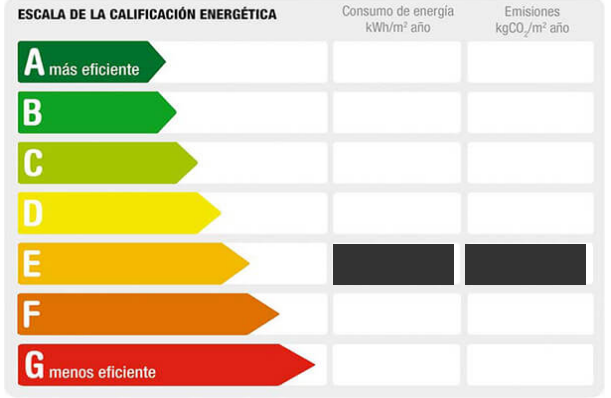 ESCALA DE LA CALIFICACIÓN ENERGÉTICA
Consumo de energía
kWh/m² año
Emisiones
kgCO₂/m² año
A más eficiente
B
C
D
E
F
G menos eficiente